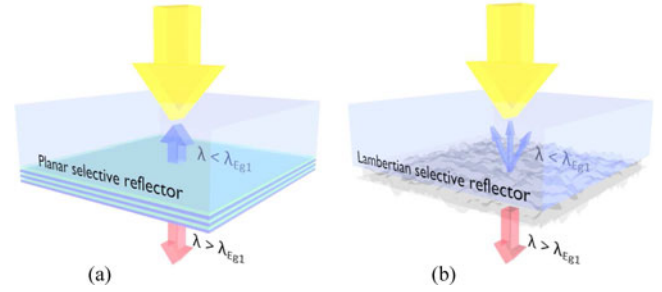 λ < λEg1
Planar selective reflector
λ > λEg1
(a)
λ < λEg1
Lambertian selective reflector
λ > λEg1
(b)